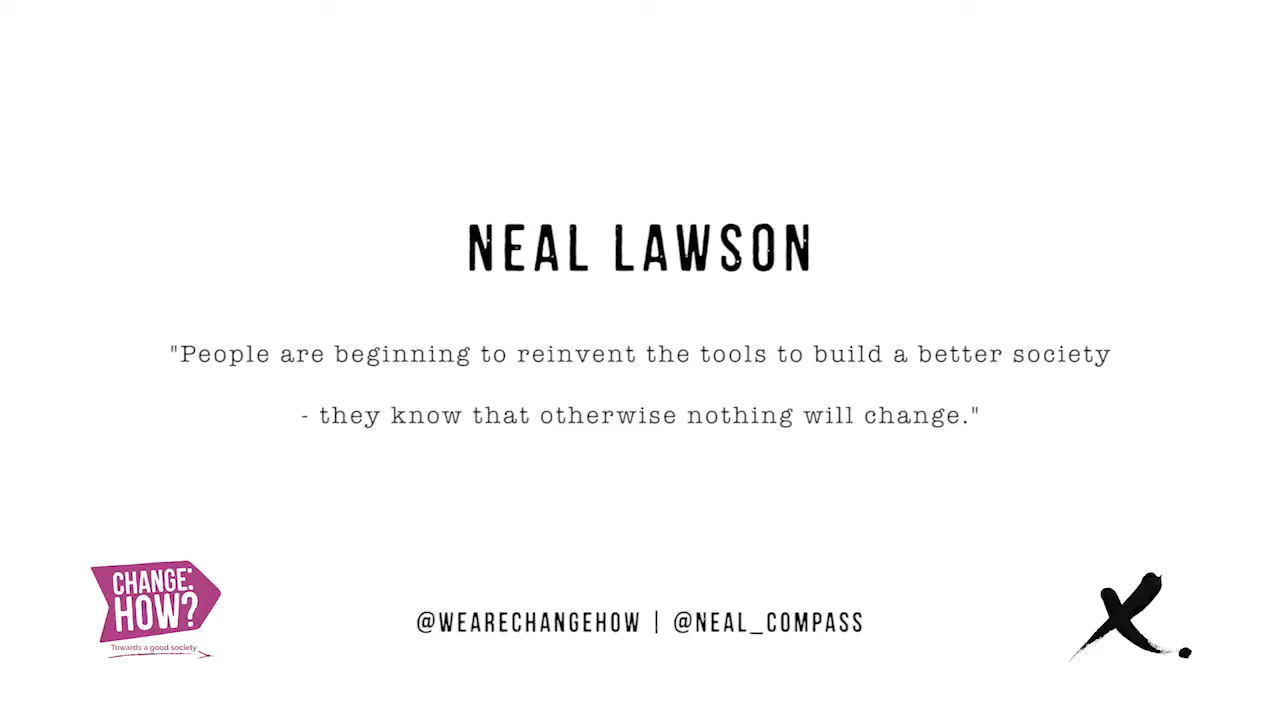 NEAL LAWSON
"People are beginning to reinvent the tools to build a better society
- they know that otherwise nothing will change."
CHANGE:
HOW?
Towards a good society
@WEARECHANGEHOW | @NEAL_COMPASS
X.